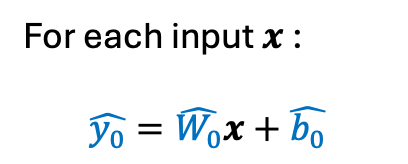 For each input x :
ŷ₀ = Ŵ₀x + b̂₀